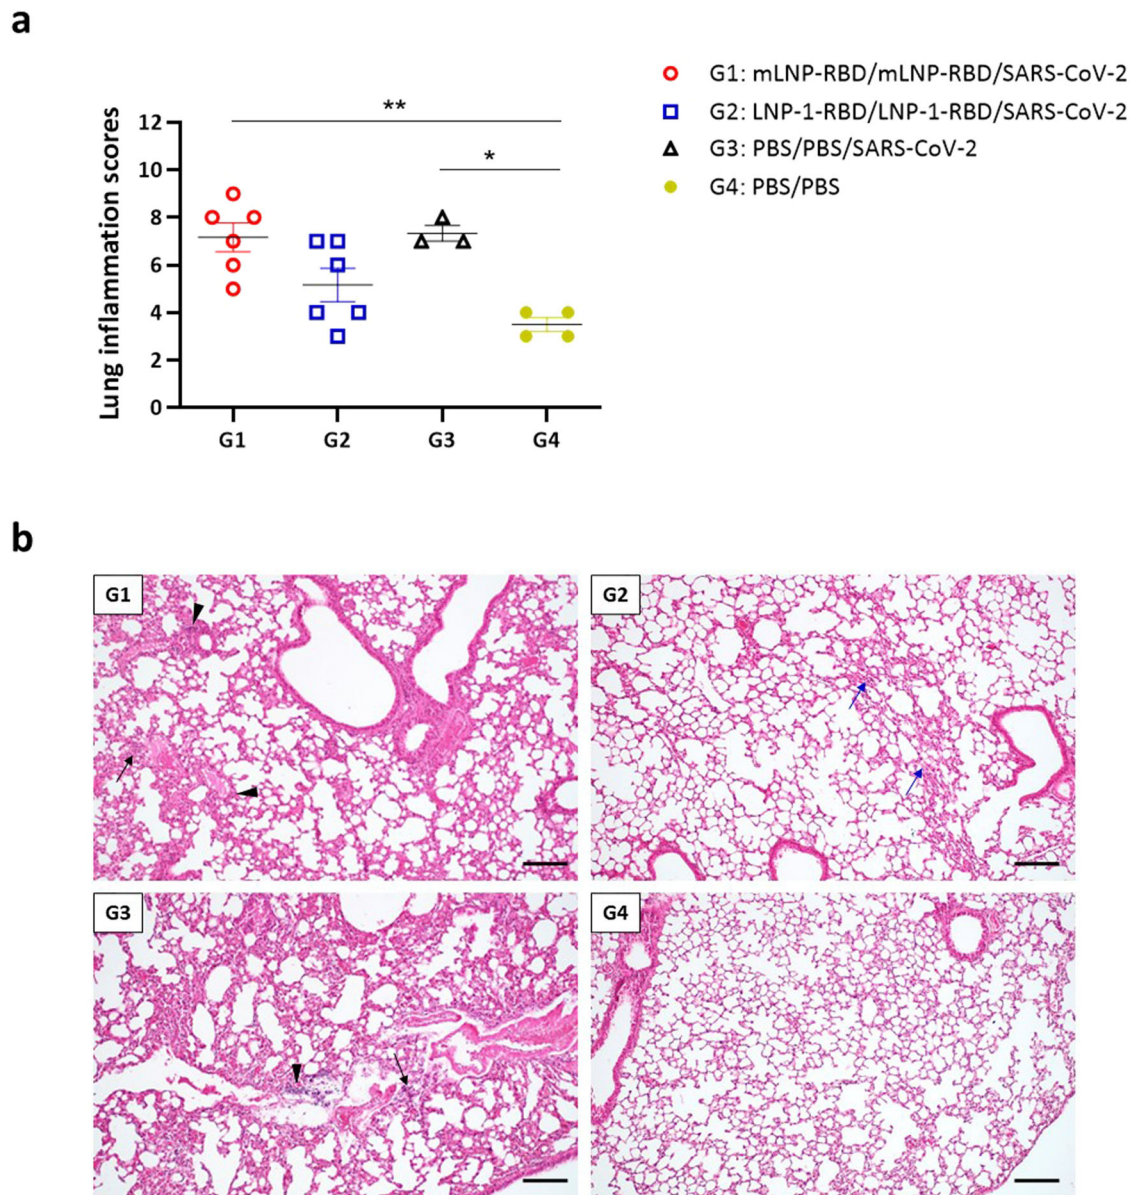 a
G1: mLNP-RBD/mLNP-RBD/SARS-CoV-2
G2: LNP-1-RBD/LNP-1-RBD/SARS-CoV-2
G3: PBS/PBS/SARS-CoV-2
G4: PBS/PBS
Lung inflammation scores
**
*
12
10
8
6
4
2
0
G1 G2 G3 G4
b
G1 G2
G3 G4